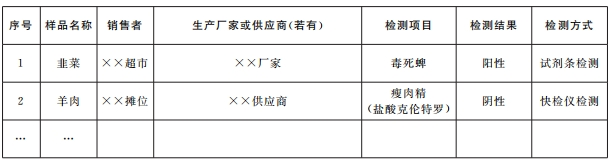 序号 样品名称 销售者 生产厂家或供应商(若有) 检测项目 检测结果 检测方式
1 韭菜 ××超市 ××厂家 毒死蜱 阳性 试剂条检测
2 羊肉 ××摊位 ××供应商 瘦肉精 阴性 快检仪检测
(盐酸克伦特罗)
… …